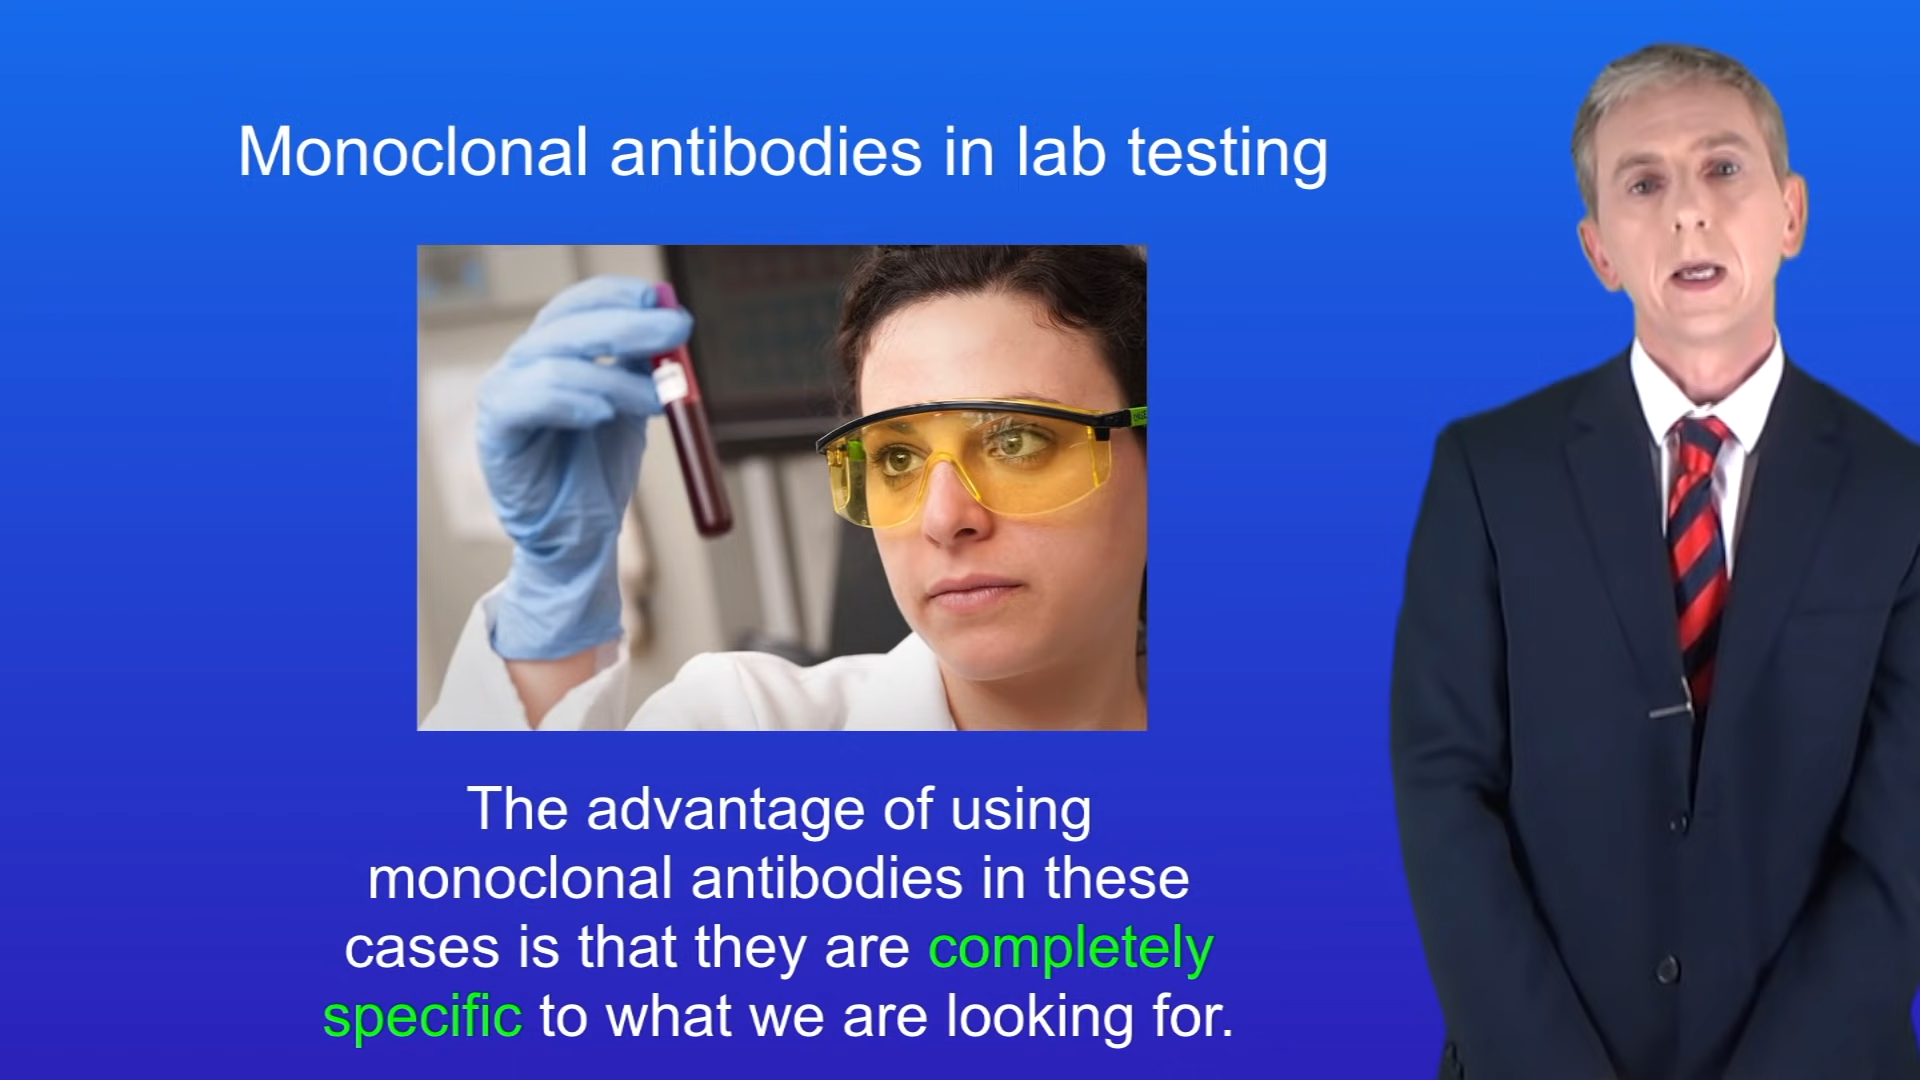 Monoclonal antibodies in lab testing
The advantage of using
monoclonal antibodies in these
cases is that they are completely
specific to what we are looking for.